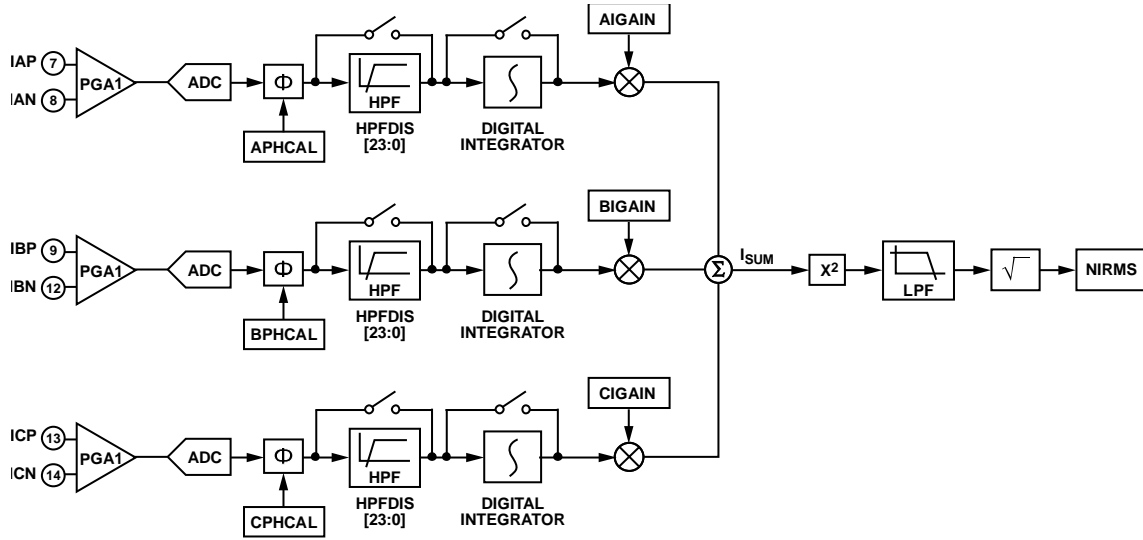 AIGAIN
IAP 7
PGA1
ADC
Φ
HPF
IAN 8
APHCAL
HPFDIS
[23:0]
DIGITAL
INTEGRATOR
BIGAIN
IBP 9
PGA1
ADC
Φ
HPF
IBN 12
BPHCAL
HPFDIS
[23:0]
DIGITAL
INTEGRATOR
Σ
ISUM
X²
LPF
√
NIRMS
CIGAIN
ICP 13
PGA1
ADC
Φ
HPF
ICN 14
CPHCAL
HPFDIS
[23:0]
DIGITAL
INTEGRATOR